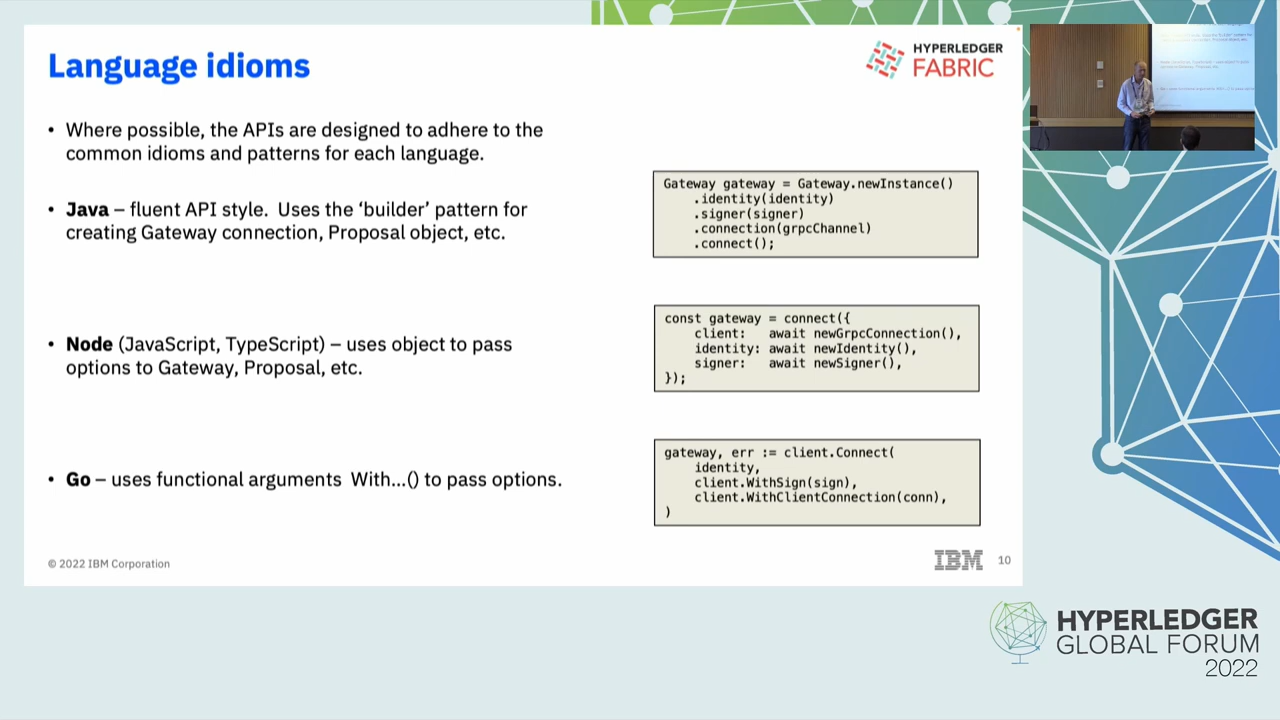 Language idioms
HYPERLEDGER
FABRIC
• Where possible, the APIs are designed to adhere to the
common idioms and patterns for each language.
• Java – fluent API style. Uses the ‘builder’ pattern for
creating Gateway connection, Proposal object, etc.
Gateway gateway = Gateway.newInstance()
.identity(identity)
.signer(signer)
.connection(grpcChannel)
.connect();
• Node (JavaScript, TypeScript) – uses object to pass
options to Gateway, Proposal, etc.
const gateway = connect({
client: await newGrpcConnection(),
identity: await newIdentity(),
signer: await newSigner(),
});
• Go – uses functional arguments With...() to pass options.
gateway, err := client.Connect(
identity,
client.WithSign(sign),
client.WithClientConnection(conn),
)
© 2022 IBM Corporation
IBM
10
HYPERLEDGER
GLOBAL FORUM
2022